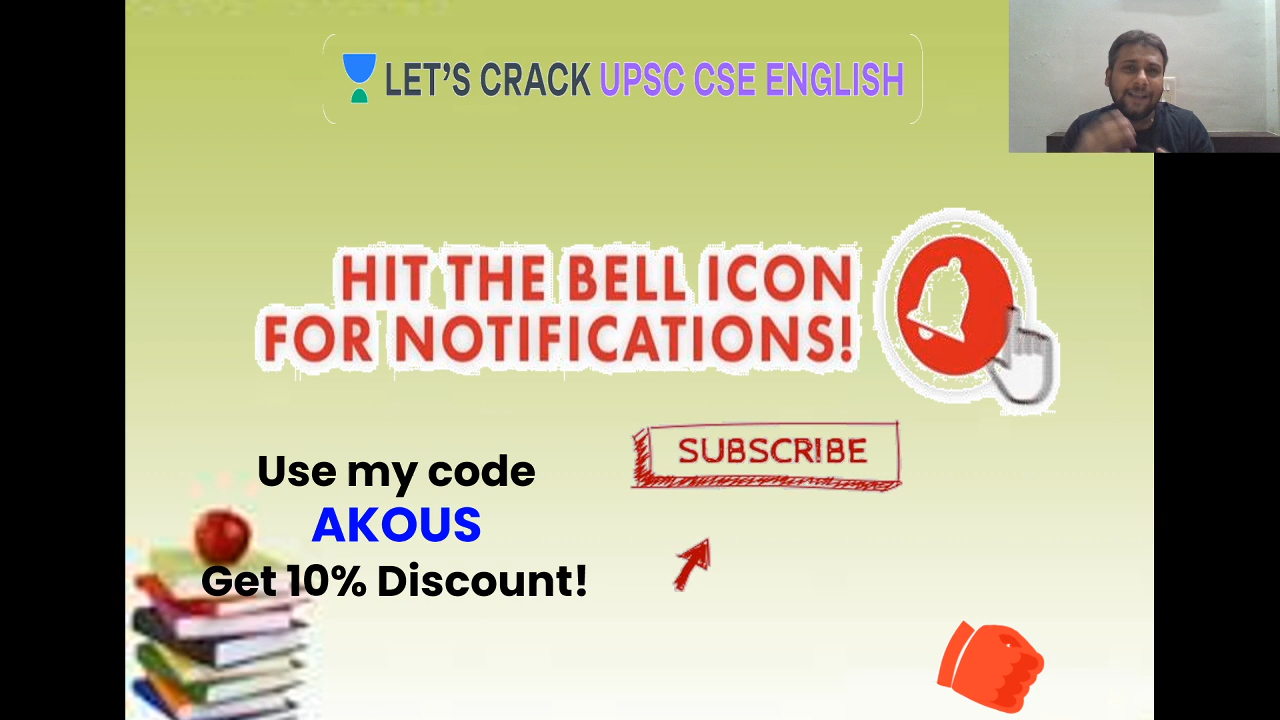 LET'S CRACK UPSC CSE ENGLISH
HIT THE BELL ICON
FOR NOTIFICATIONS!
SUBSCRIBE
Use my code
AKOUS
Get 10% Discount!